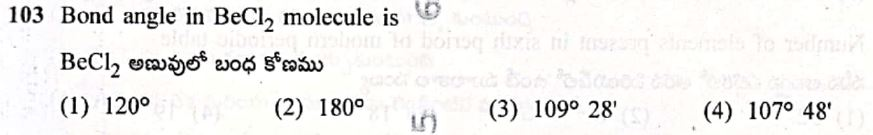 103 Bond angle in BeCl₂ molecule is
BeCl₂ అణువులో బంధ కోణము
(1) 120° (2) 180° (3) 109° 28' (4) 107° 48'